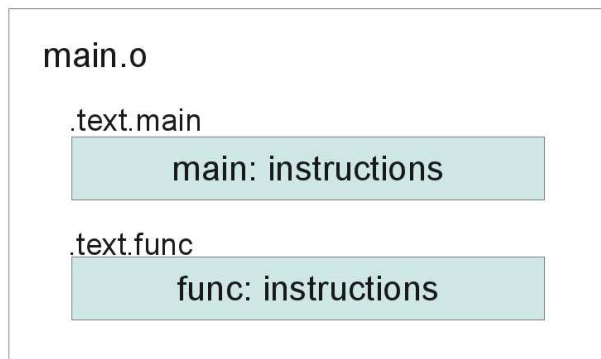 main.o
.text.main
main: instructions
.text.func
func: instructions